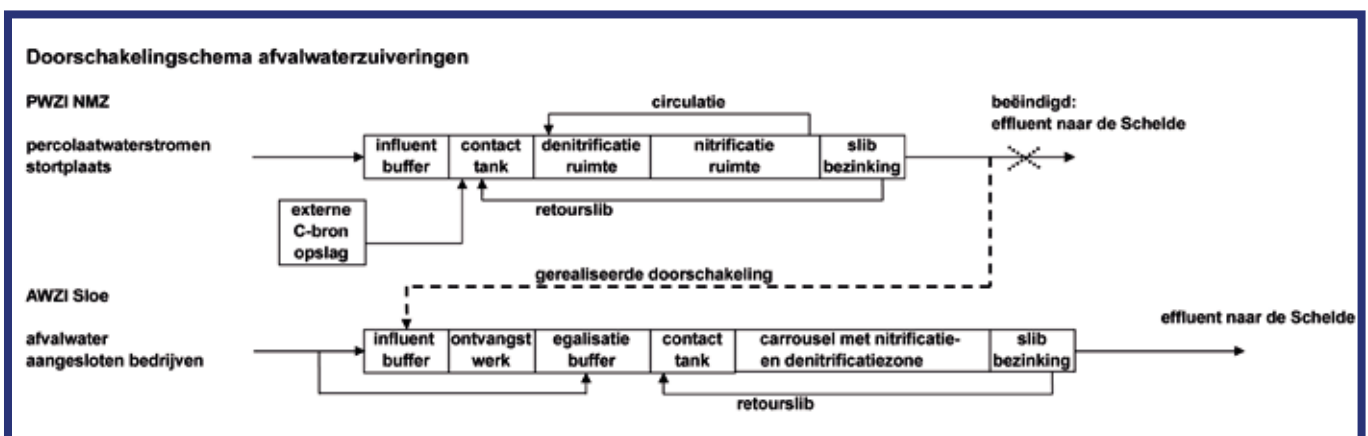 Doorschakelingschema afvalwaterzuiveringen
PWZI NMZ
circulatie
beëindigd:
effluent naar de Schelde
percolaatwaterstromen
stortplaats
influent
buffer
contact
tank
denitrificatie
ruimte
nitrificatie
ruimte
slib
bezinking
retourslib
externe
C-bron
opslag
gerealiseerde doorschakeling
AWZI Sloe
effluent naar de Schelde
afvalwater
aangesloten bedrijven
influent
buffer
ontvangst
werk
egalisatie
buffer
contact
tank
carrousel met nitrificatie-
en denitrificatiezone
slib
bezinking
retourslib